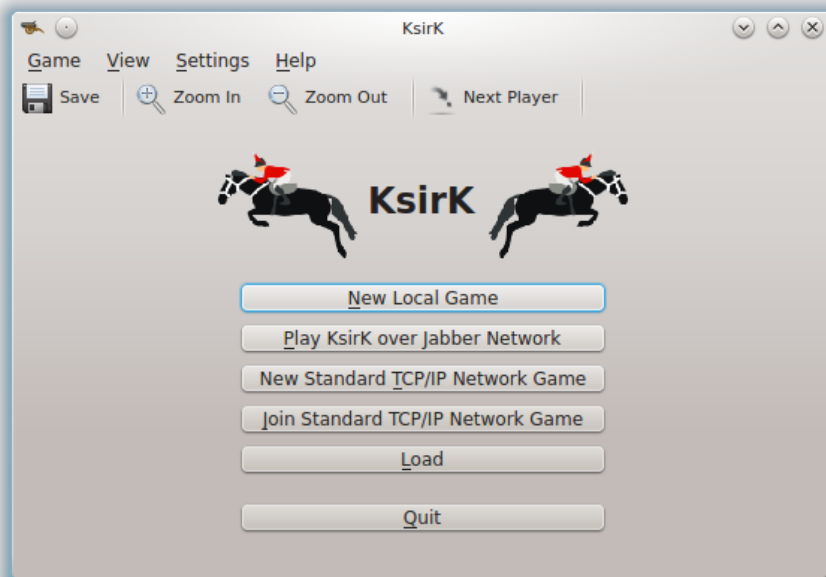 KsirK
Game View Settings Help
Save Zoom In Zoom Out Next Player
KsirK
New Local Game
Play KsirK over Jabber Network
New Standard TCP/IP Network Game
Join Standard TCP/IP Network Game
Load
Quit